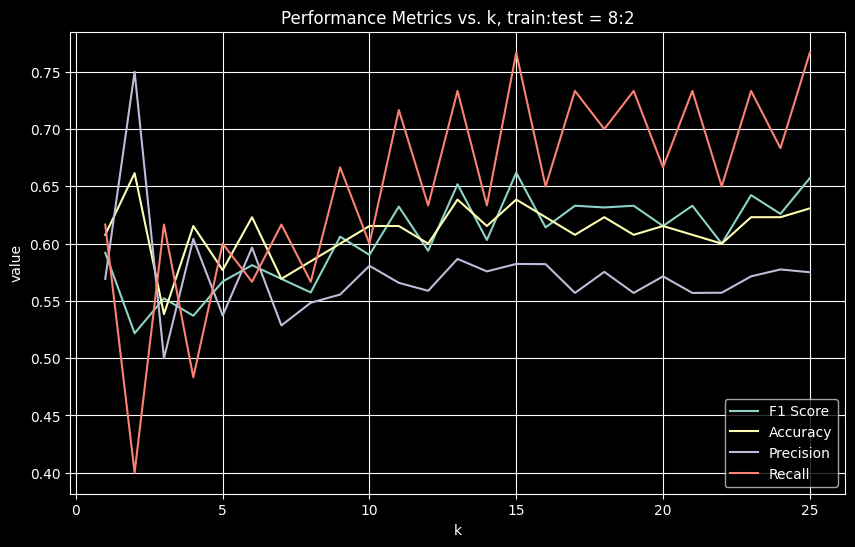 Performance Metrics vs. k, train:test = 8:2
value
0.75
0.70
0.65
0.60
0.55
0.50
0.45
0.40
0
5
10
15
20
25
k
F1 Score
Accuracy
Precision
Recall